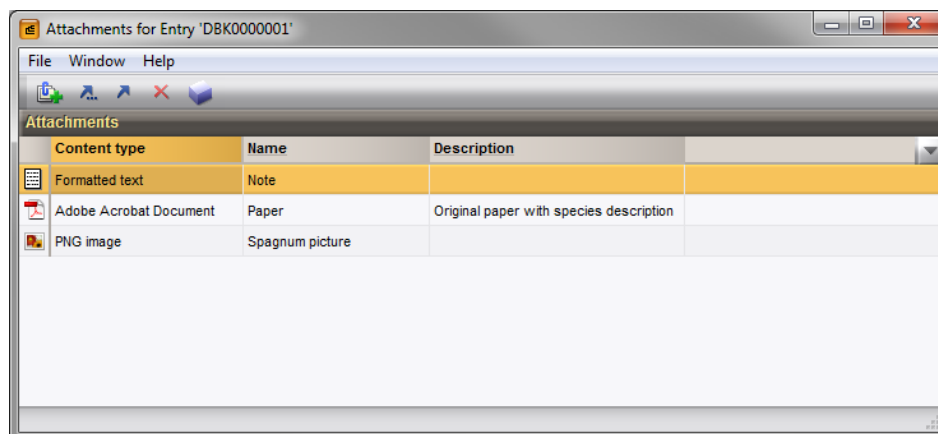 Attachments for Entry 'DBK0000001'
File Window Help
Attachments
Content type Name Description
Formatted text Note
Adobe Acrobat Document Paper Original paper with species description
PNG image Spagnum picture